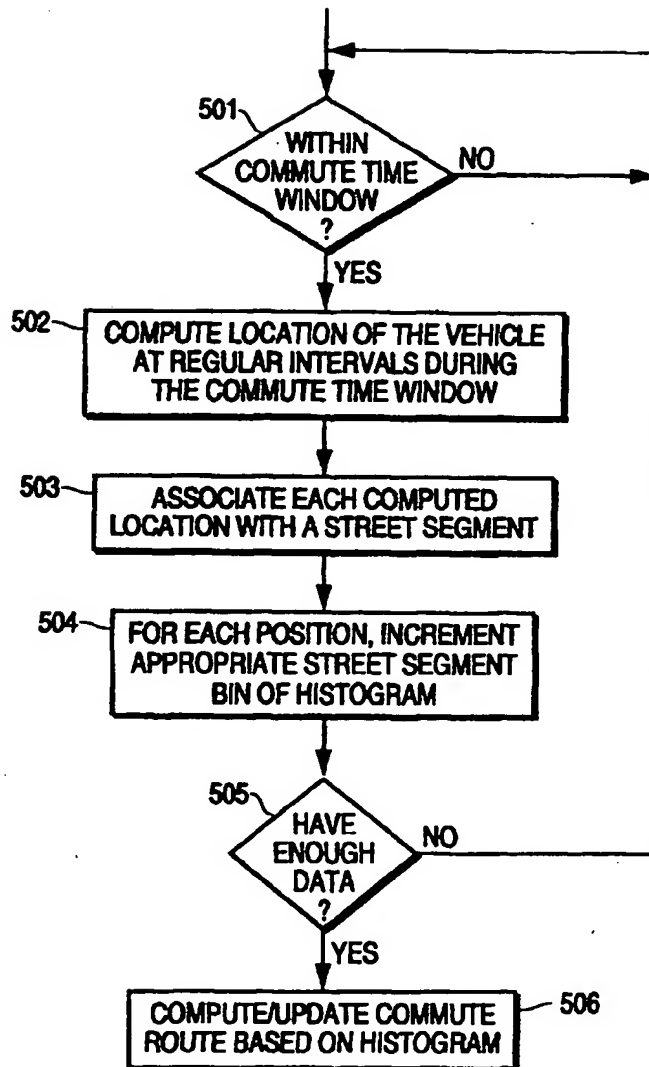 501
WITHIN
COMMUTE TIME
WINDOW
?
NO
YES
502
COMPUTE LOCATION OF THE VEHICLE
AT REGULAR INTERVALS DURING
THE COMMUTE TIME WINDOW
503
ASSOCIATE EACH COMPUTED
LOCATION WITH A STREET SEGMENT
504
FOR EACH POSITION, INCREMENT
APPROPRIATE STREET SEGMENT
BIN OF HISTOGRAM
505
HAVE
ENOUGH
DATA
?
NO
YES
COMPUTE/UPDATE COMMUTE
ROUTE BASED ON HISTOGRAM
506